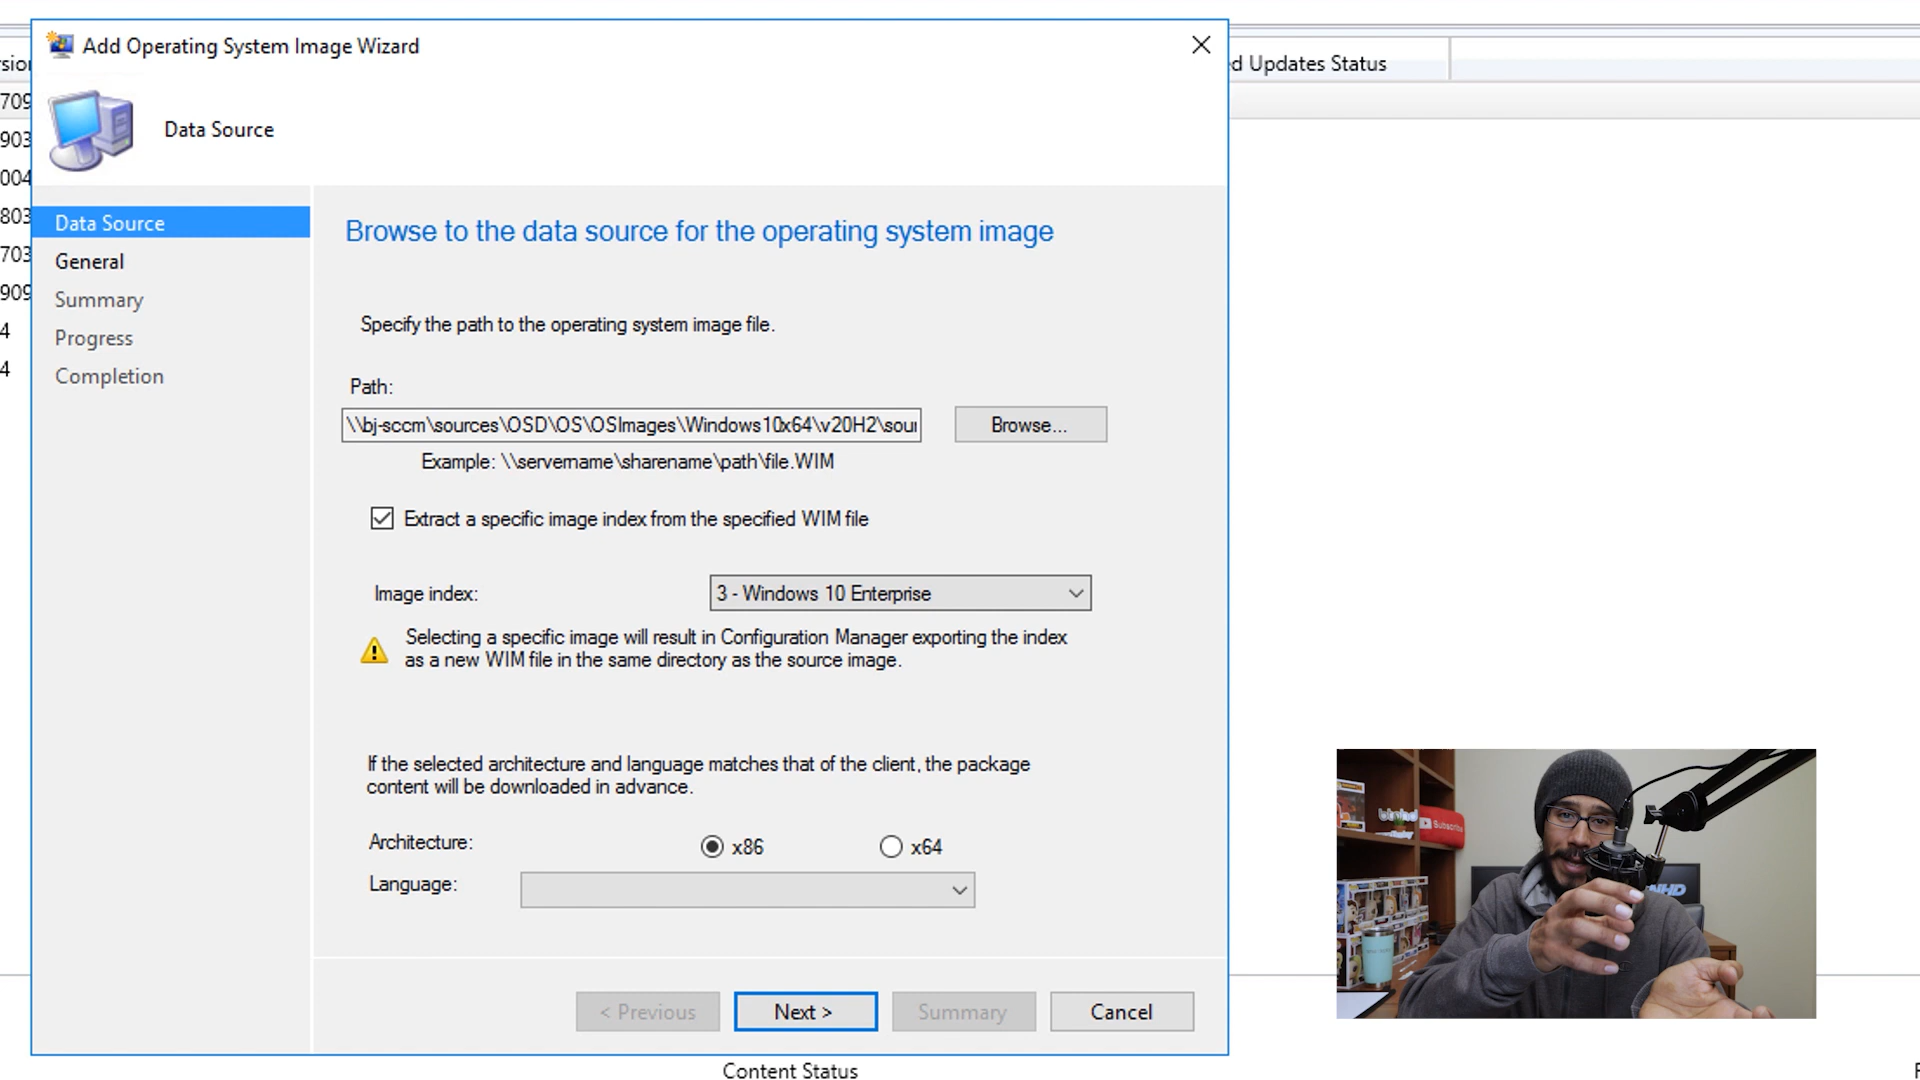 Add Operating System Image Wizard
d Updates Status
Data Source
709
903
004
803
703
909
4
4
Data Source
General
Summary
Progress
Completion
Browse to the data source for the operating system image
Specify the path to the operating system image file.
Path:
\\bj-sccm\sources\OSD\OS\OSImages\Windows10x64\v20H2\sour
Browse...
Example: \\servername\sharename\path\file.WIM
Extract a specific image index from the specified WIM file
Image index:
3 - Windows 10 Enterprise
Selecting a specific image will result in Configuration Manager exporting the index
as a new WIM file in the same directory as the source image.
If the selected architecture and language matches that of the client, the package
content will be downloaded in advance.
Architecture:
x86
x64
Language:
< Previous
Next >
Summary
Cancel
Content Status
Subscribe